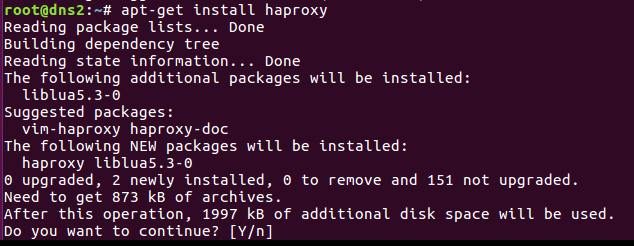 root@dns2:~# apt-get install haproxy
Reading package lists... Done
Building dependency tree
Reading state information... Done
The following additional packages will be installed:
  liblua5.3-0
Suggested packages:
  vim-haproxy haproxy-doc
The following NEW packages will be installed:
  haproxy liblua5.3-0
0 upgraded, 2 newly installed, 0 to remove and 151 not upgraded.
Need to get 873 kB of archives.
After this operation, 1997 kB of additional disk space will be used.
Do you want to continue? [Y/n]